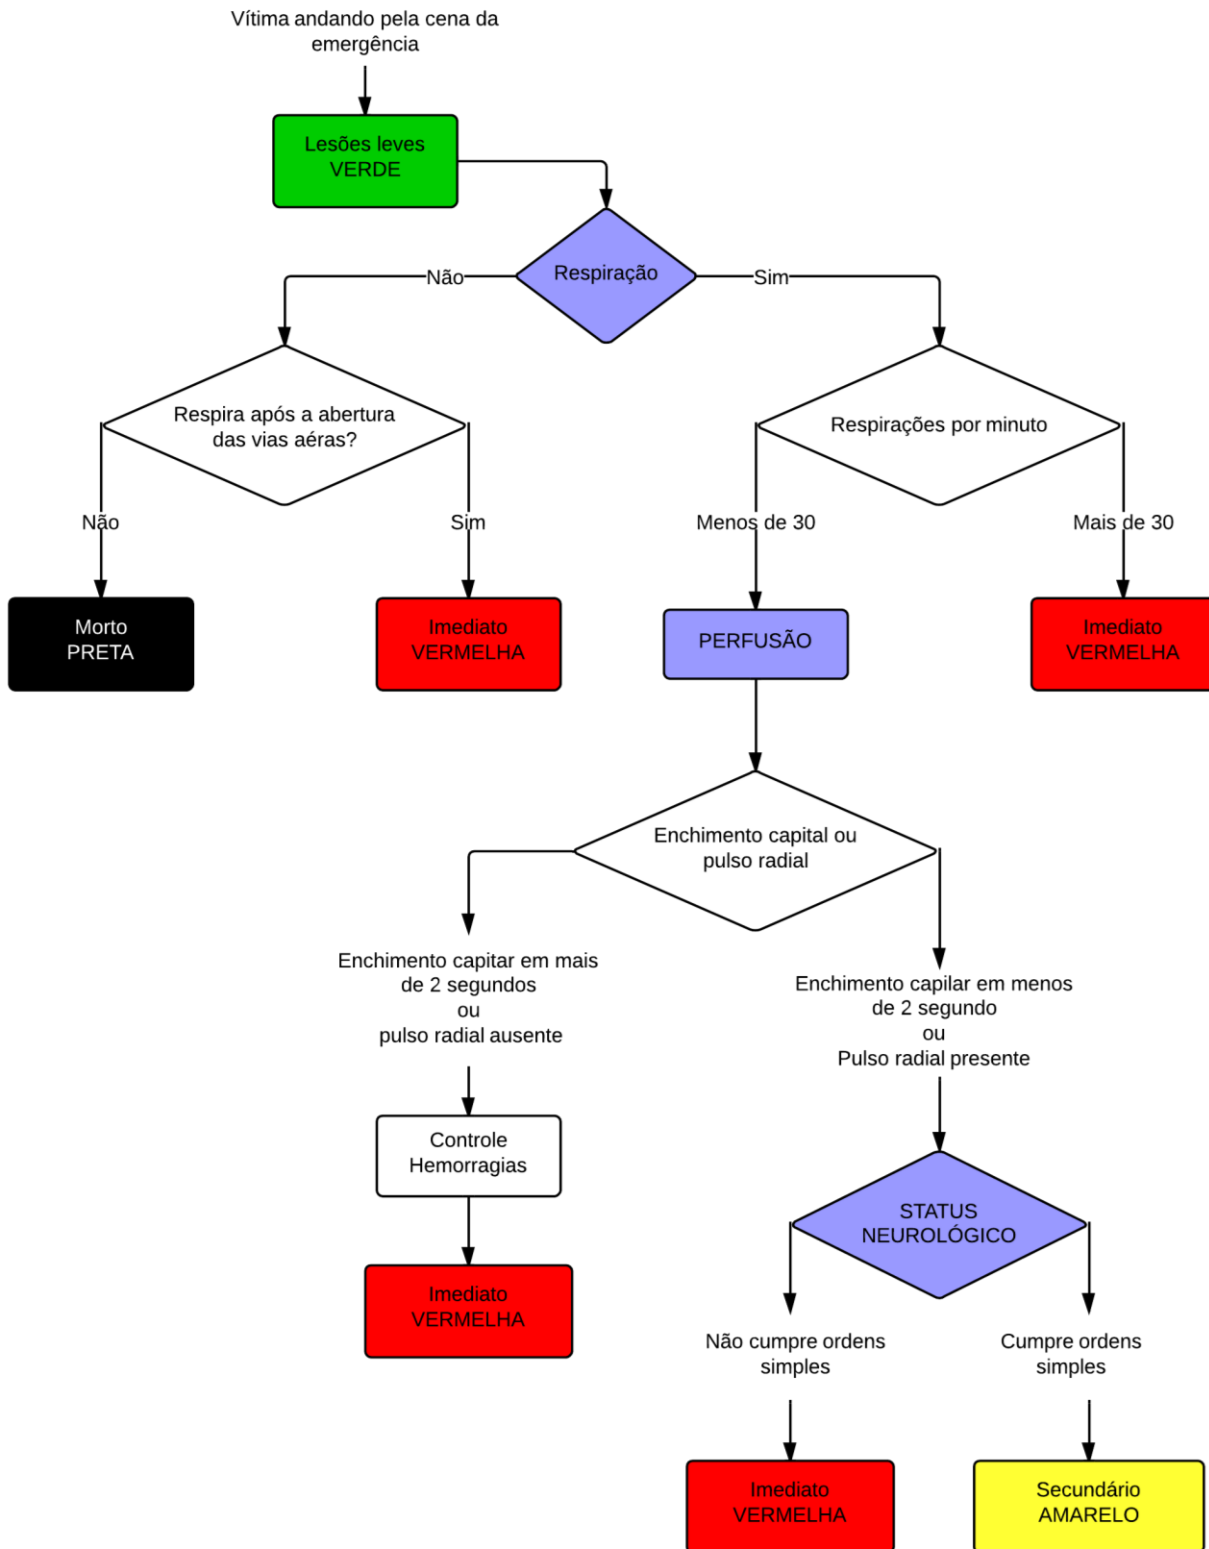 Vítima andando pela cena da
emergência
Lesões leves
VERDE
Respiração
Não
Sim
Respira após a abertura
das vias aéras?
Respirações por minuto
Não
Sim
Menos de 30
Mais de 30
Morto
PRETA
Imediato
VERMELHA
PERFUSÃO
Imediato
VERMELHA
Enchimento capital ou
pulso radial
Enchimento capitar em mais
de 2 segundos
ou
pulso radial ausente
Enchimento capilar em menos
de 2 segundo
ou
Pulso radial presente
Controle
Hemorragias
STATUS
NEUROLÓGICO
Imediato
VERMELHA
Não cumpre ordens
simples
Cumpre ordens
simples
Imediato
VERMELHA
Secundário
AMARELO